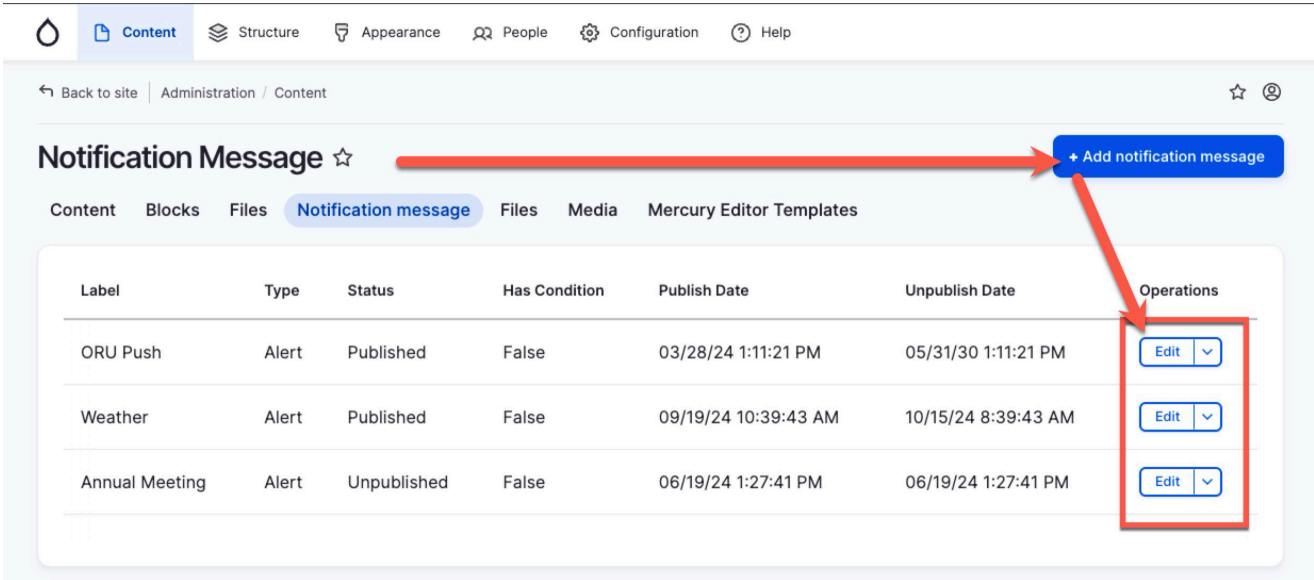 Content Structure Appearance People Configuration Help
Back to site Administration / Content
Notification Message
+ Add notification message
Content Blocks Files Notification message Files Media Mercury Editor Templates
Label Type Status Has Condition Publish Date Unpublish Date Operations
ORU Push Alert Published False 03/28/24 1:11:21 PM 05/31/30 1:11:21 PM Edit
Weather Alert Published False 09/19/24 10:39:43 AM 10/15/24 8:39:43 AM Edit
Annual Meeting Alert Unpublished False 06/19/24 1:27:41 PM 06/19/24 1:27:41 PM Edit